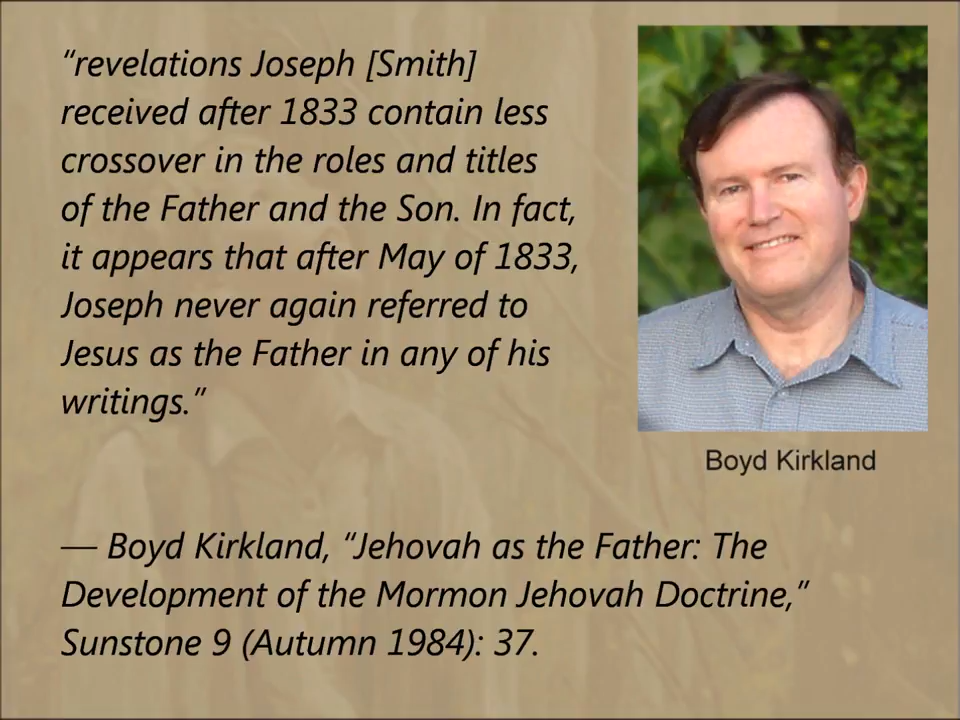 “revelations Joseph [Smith]
received after 1833 contain less
crossover in the roles and titles
of the Father and the Son. In fact,
it appears that after May of 1833,
Joseph never again referred to
Jesus as the Father in any of his
writings.”
Boyd Kirkland
— Boyd Kirkland, “Jehovah as the Father: The
Development of the Mormon Jehovah Doctrine,”
Sunstone 9 (Autumn 1984): 37.